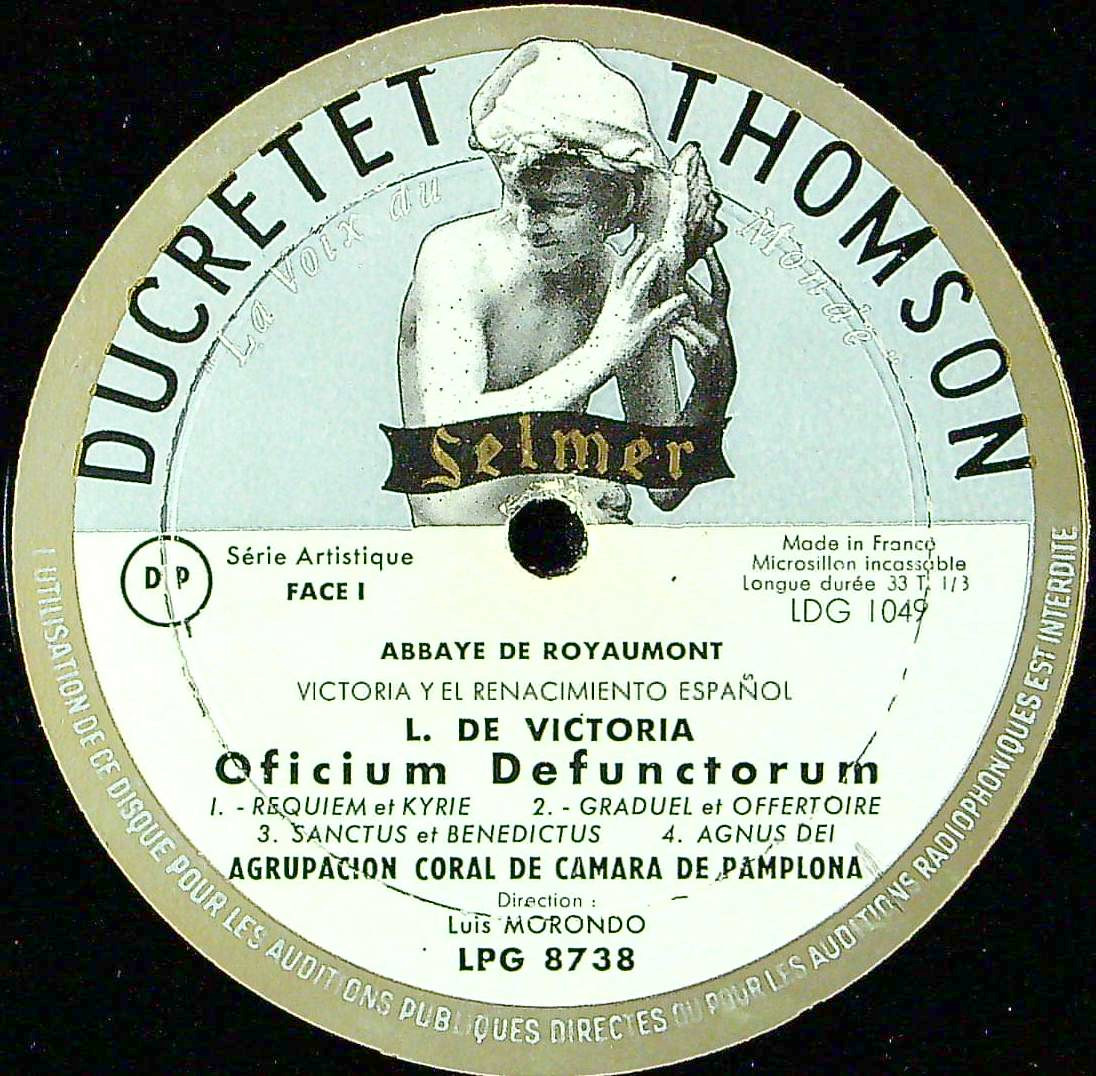 DUCRETET THOMSON
"La Voix du Monde"
Selmer
DP
Série Artistique
FACE I
Made in France
Microsillon incassable
Longue durée 33 T. 1/3
LDG 1049
ABBAYE DE ROYAUMONT
VICTORIA Y EL RENACIMIENTO ESPAÑOL
L. DE VICTORIA
Oficium Defunctorum
1. - REQUIEM et KYRIE 2. - GRADUEL et OFFERTOIRE
3. SANCTUS et BENEDICTUS 4. AGNUS DEI
AGRUPACION CORAL DE CAMARA DE PAMPLONA
Direction :
Luis MORONDO
LPG 8738
L'UTILISATION DE CE DISQUE POUR LES AUDITIONS PUBLIQUES DIRECTES OU POUR LES AUDITIONS RADIOPHONIQUES EST INTERDITE